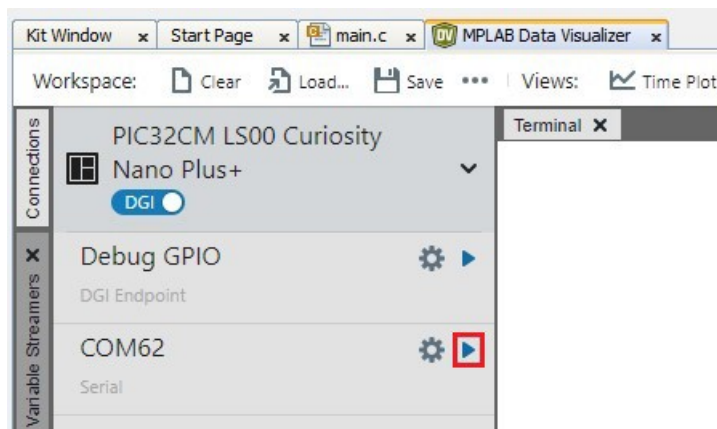 Kit Window x Start Page x main.c x MPLAB Data Visualizer x
Workspace: Clear Load... Save ••• Views: Time Plot
Connections
Variable Streamers
PIC32CM LS00 Curiosity
Nano Plus+
DGI
Debug GPIO
DGI Endpoint
COM62
Serial
Terminal X